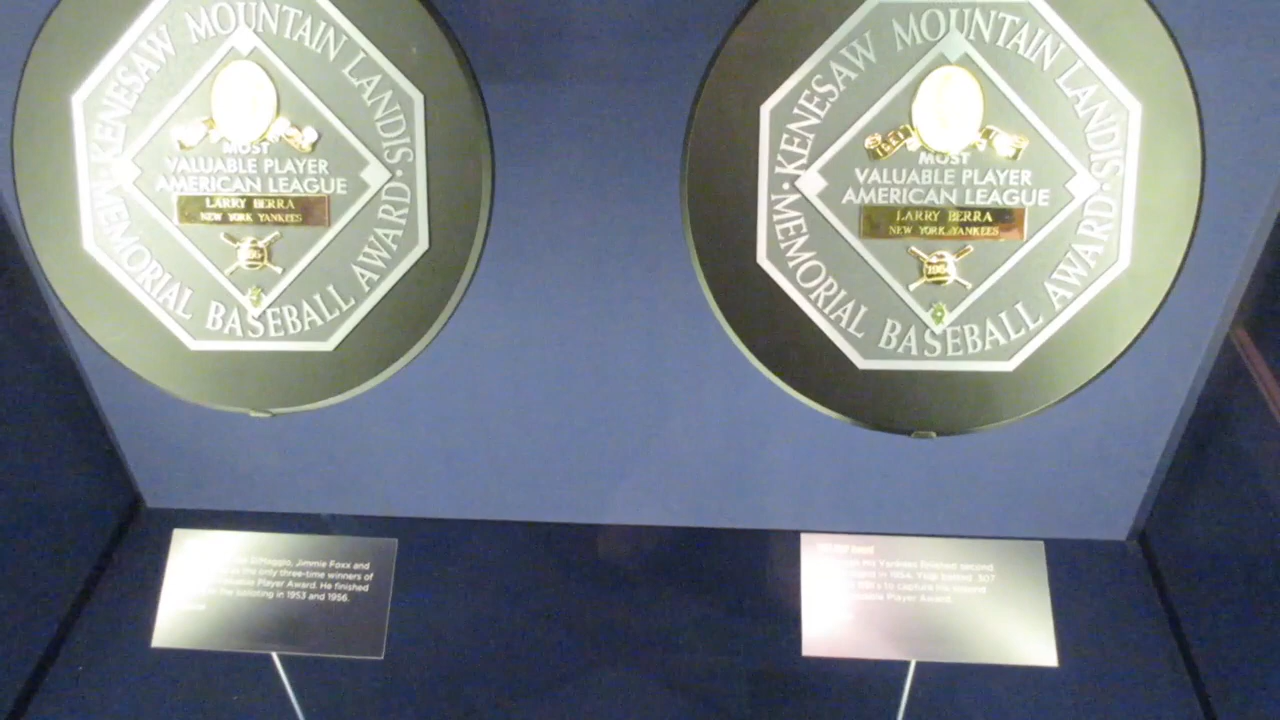 KENESAW MOUNTAIN LANDIS
MEMORIAL BASEBALL AWARD
MOST
VALUABLE PLAYER
AMERICAN LEAGUE
LARRY BERRA
NEW YORK YANKEES
KENESAW MOUNTAIN LANDIS
MEMORIAL BASEBALL AWARD
MOST
VALUABLE PLAYER
AMERICAN LEAGUE
LARRY BERRA
NEW YORK YANKEES
1954
DiMaggio, Jimmie Foxx and
as the only three-time winners of
Player Award. He finished
in the balloting in 1953 and 1956.
his Yankees finished second
in 1954, Yogi batted .307
to capture his second
Player Award.